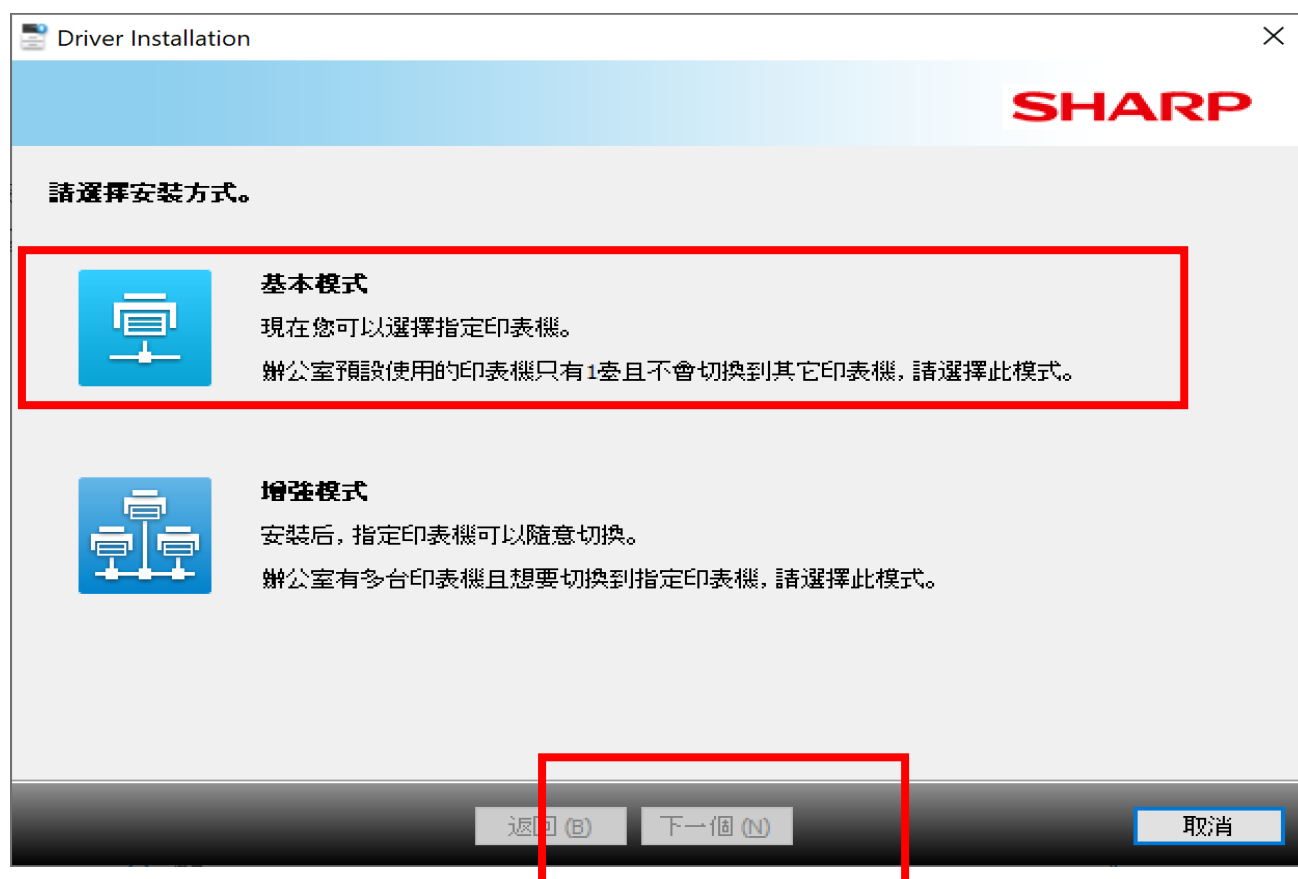 Driver Installation
SHARP
請選擇安裝方式。
基本模式
現在您可以選擇指定印表機。
辦公室預設使用的印表機只有1臺且不會切換到其它印表機,請選擇此模式。
增強模式
安裝后,指定印表機可以隨意切換。
辦公室有多台印表機且想要切換到指定印表機,請選擇此模式。
返回 (B)
下一個 (N)
取消